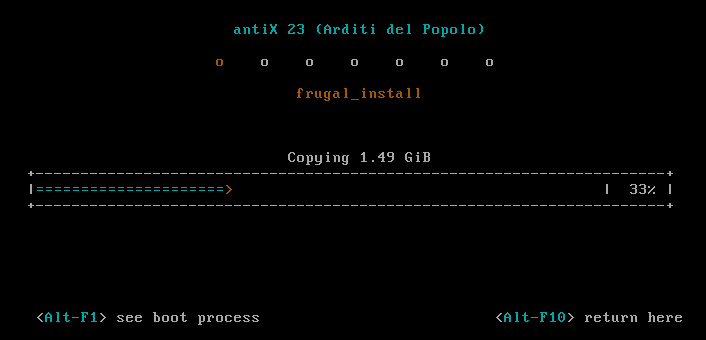 antiX 23 (Arditi del Popolo)
o o o o o o o
frugal_install
Copying 1.49 GiB
+----------------------------------------------------------------------+
|=====================> | 33% |
+----------------------------------------------------------------------+
<Alt-F1> see boot process <Alt-F10> return here